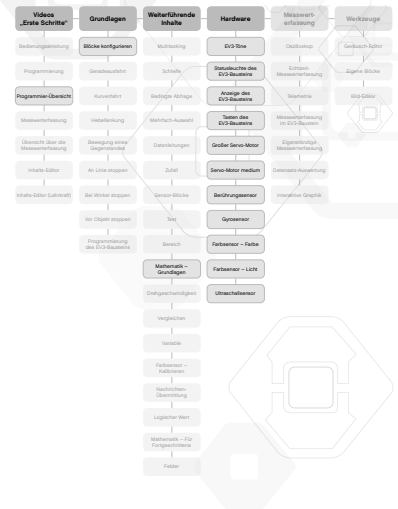 Videos
„Erste Schritte“
Bedienungsanleitung
Programmierung
Programmier-Übersicht
Messwerterfassung
Übersicht über die
Messwerterfassung
Inhalte-Editor
Inhalte-Editor (Lehrkraft)
Grundlagen
Blöcke konfigurieren
Geradeausfahrt
Kurvenfahrt
Vielseitenkung
Bewegung eines
Gegenstandes
An Linie stoppen
Bei Winkel stoppen
Vor Objekt stoppen
Programmierung
des EV3-Bausteins
Weiterführende
Inhalte
Multitasking
Schleife
Bedingte Abfrage
Mehrfach-Auswahl
Datenleitungen
Zufall
Sensor-Blöcke
Text
Bereich
Mathematik –
Grundlagen
Drehgeschwindigkeit
Vergleichen
Variable
Farbsensor –
Kalibrieren
Nachrichten-
Übermittlung
Logischer Wert
Mathematik – Für
Fortgeschrittene
Felder
Hardware
EV3-Töne
Statusleuchte des
EV3-Bausteins
Anzeige des
EV3-Bausteins
Tasten des
EV3-Bausteins
Großer Servo-Motor
Servo-Motor medium
Berührungssensor
Gyrosensor
Farbsensor – Farbe
Farbsensor – Licht
Ultraschallsensor
Messwert-
erfassung
Oszilloskop
Echtzeit-
Messwerterfassung
Telemetrie
Messwerterfassung
im EV3-Baustein
Eigenständige
Messwerterfassung
Datensatz-Auswertung
Interaktive Graphik
Werkzeuge
Geräusch-Editor
Eigene Blöcke
Bild-Editor